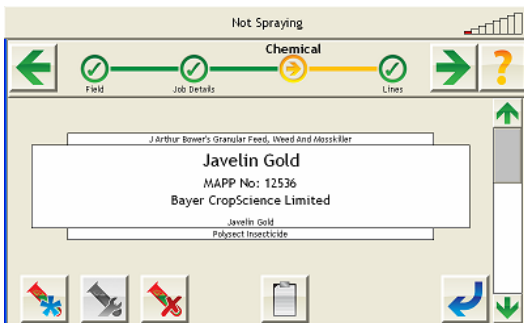 Not Spraying
Chemical
Field
Job Details
Lines
?
J Arthur Bower's Granular Feed, Weed And Mosskiller
Javelin Gold
MAPP No: 12536
Bayer CropScience Limited
Javelin Gold
Polysect Insecticide